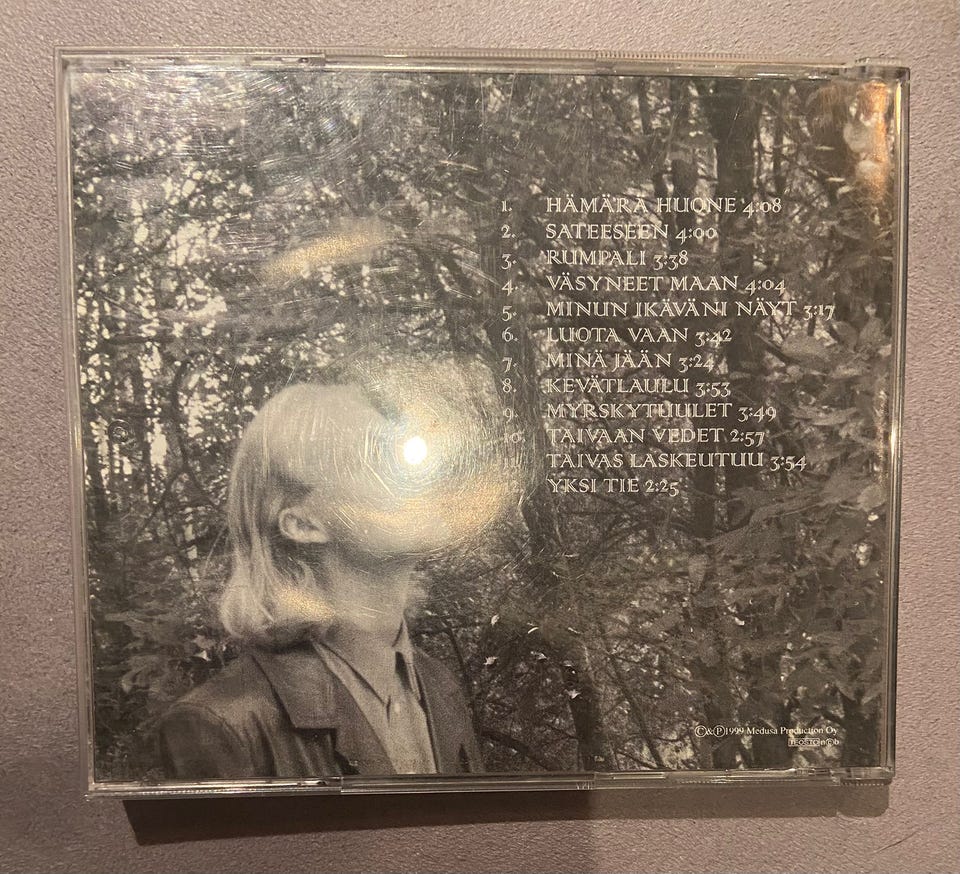 1. HÄMÄRÄ HUONE 4:08
2. SATEESEEN 4:00
3. RUMPALI 3:38
4. VÄSYNEET MAAN 4:04
5. MINUN IKÄVÄNI NÄYT 3:17
6. LUOTA VAAN 3:42
7. MINÄ JÄÄN 3:24
8. KEVÄTLAULU 3:53
9. MYRSKYTUULET 3:49
10. TAIVAAN VEDET 2:57
11. TAIVAS LASKEUTUU 3:54
12. YKSI TIE 2:25
©&℗1999 Medusa Production Oy
TEOSTO n©b